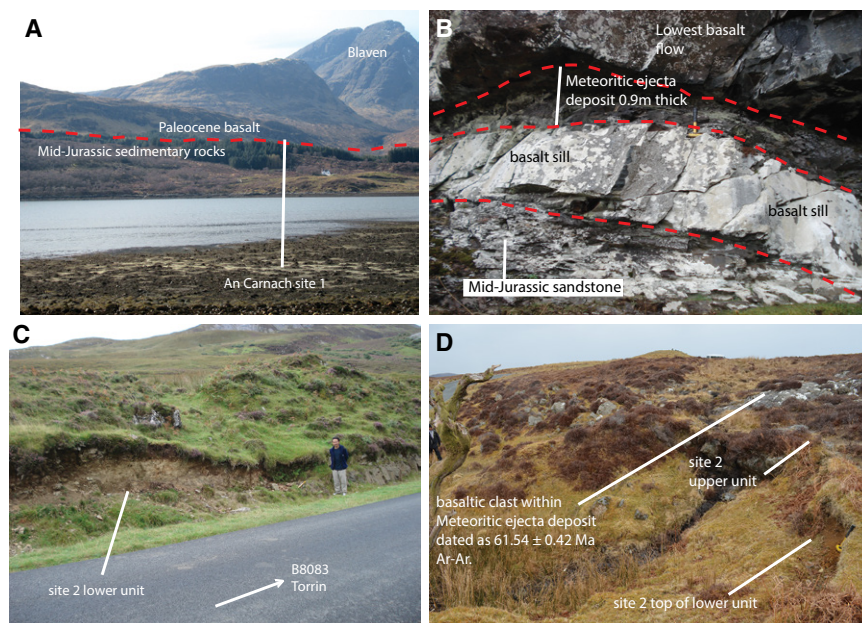 A
Blaven
Paleocene basalt
Mid-Jurassic sedimentary rocks
An Carnach site 1
B
Lowest basalt
flow
Meteoritic ejecta
deposit 0.9m thick
basalt sill
basalt sill
Mid-Jurassic sandstone
C
site 2 lower unit
B8083
Torrin
D
site 2
upper unit
basaltic clast within
Meteoritic ejecta deposit
dated as 61.54 ± 0.42 Ma
Ar-Ar.
site 2 top of lower unit